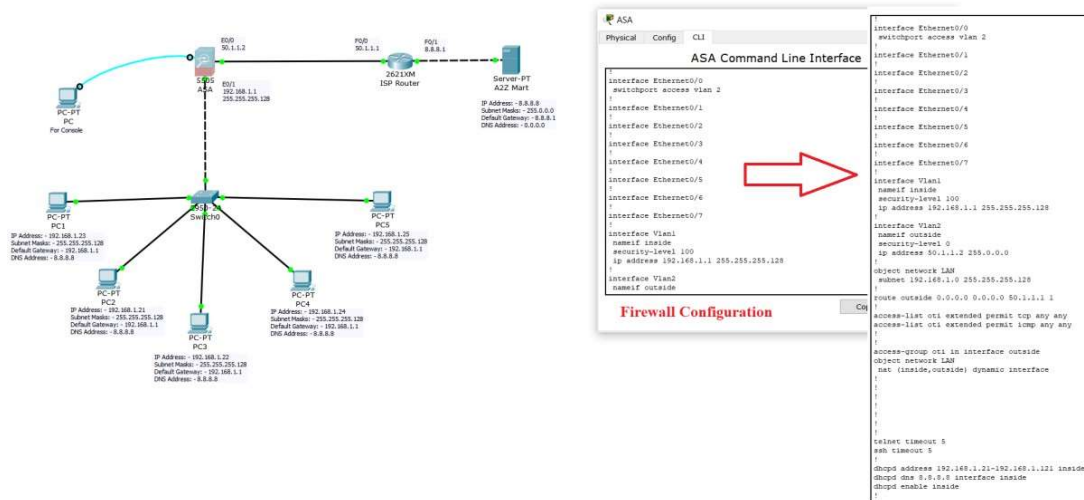 E0/0
50.1.1.2
5505
ASA
E0/1
192.168.1.1
255.255.255.128
F0/0
50.1.1.1
F0/1
8.8.8.1
2621XM
ISP Router
Server-PT
A2Z Mart
IP Address: - 8.8.8.8
Subnet Masks: - 255.0.0.0
Default Gateway: - 8.8.8.1
DNS Address: - 0.0.0.0
PC-PT
PC
For Console
Switch0
PC-PT
PC1
IP Address: - 192.168.1.23
Subnet Masks: - 255.255.255.128
Default Gateway: - 192.168.1.1
DNS Address: - 8.8.8.8
PC-PT
PC2
IP Address: - 192.168.1.21
Subnet Masks: - 255.255.255.128
Default Gateway: - 192.168.1.1
DNS Address: - 8.8.8.8
PC-PT
PC3
IP Address: - 192.168.1.22
Subnet Masks: - 255.255.255.128
Default Gateway: - 192.168.1.1
DNS Address: - 8.8.8.8
PC-PT
PC4
IP Address: - 192.168.1.24
Subnet Masks: - 255.255.255.128
Default Gateway: - 192.168.1.1
DNS Address: - 8.8.8.8
PC-PT
PC5
IP Address: - 192.168.1.25
Subnet Masks: - 255.255.255.128
Default Gateway: - 192.168.1.1
DNS Address: - 8.8.8.8
ASA
Physical Config CLI
ASA Command Line Interface
!
interface Ethernet0/0
switchport access vlan 2
!
interface Ethernet0/1
!
interface Ethernet0/2
!
interface Ethernet0/3
!
interface Ethernet0/4
!
interface Ethernet0/5
!
interface Ethernet0/6
!
interface Ethernet0/7
!
interface Vlan1
nameif inside
security-level 100
ip address 192.168.1.1 255.255.255.128
!
interface Vlan2
nameif outside
Firewall Configuration
!
interface Ethernet0/0
switchport access vlan 2
!
interface Ethernet0/1
!
interface Ethernet0/2
!
interface Ethernet0/3
!
interface Ethernet0/4
!
interface Ethernet0/5
!
interface Ethernet0/6
!
interface Ethernet0/7
!
interface Vlan1
nameif inside
security-level 100
ip address 192.168.1.1 255.255.255.128
!
interface Vlan2
nameif outside
security-level 0
ip address 50.1.1.2 255.0.0.0
!
object network LAN
subnet 192.168.1.0 255.255.255.128
!
route outside 0.0.0.0 0.0.0.0 50.1.1.1 1
!
access-list oti extended permit tcp any any
access-list oti extended permit icmp any any
!
!
access-group oti in interface outside
object network LAN
nat (inside,outside) dynamic interface
!
!
!
!
!
!
telnet timeout 5
ssh timeout 5
!
dhcpd address 192.168.1.21-192.168.1.121 inside
dhcpd dns 8.8.8.8 interface inside
dhcpd enable inside
!